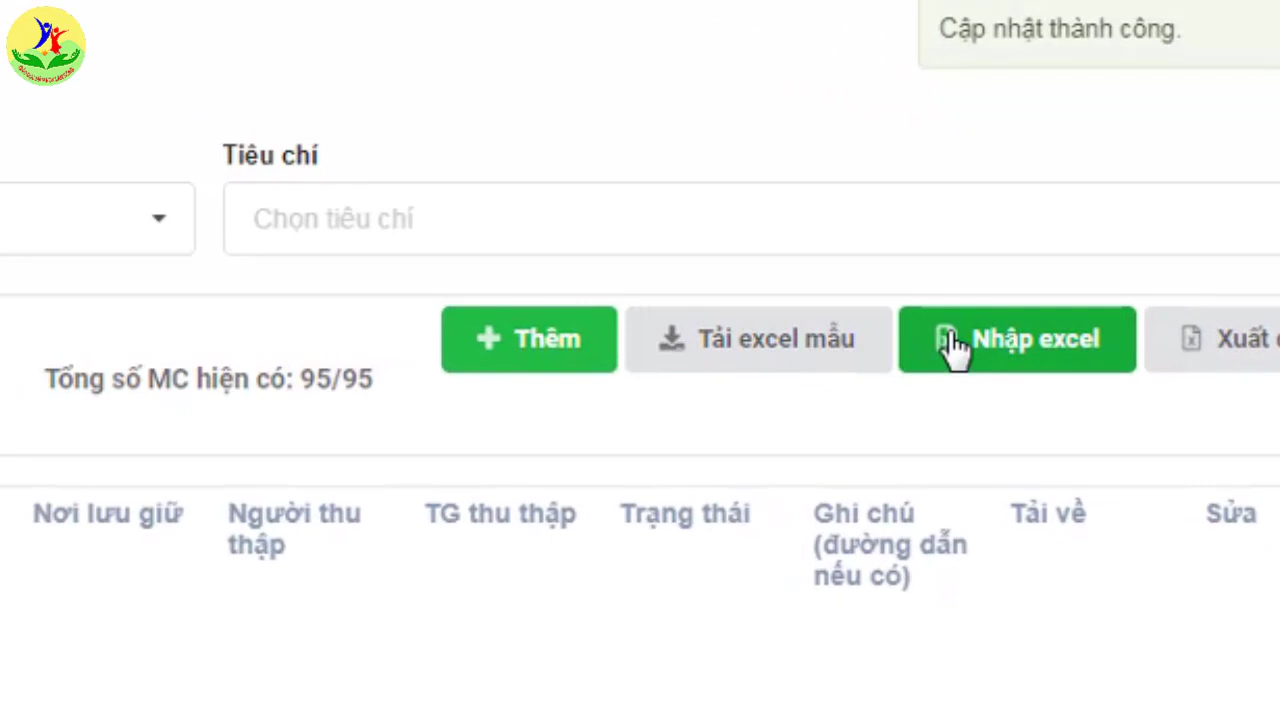 Cập nhật thành công.
Tiêu chí
Chọn tiêu chí
Thêm
Tải excel mẫu
Nhập excel
Xuất
Tổng số MC hiện có: 95/95
Nơi lưu giữ
Người thu
thập
TG thu thập
Trạng thái
Ghi chú
(đường dẫn
nếu có)
Tải về
Sửa